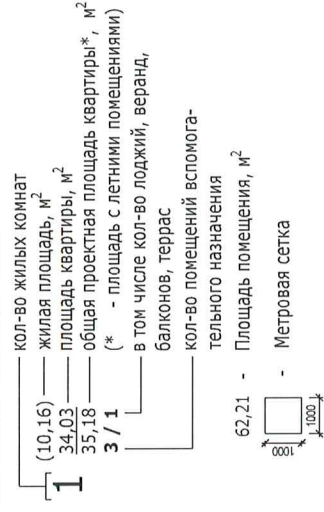 кол-во жилых комнат
1
(10,16) жилая площадь, м²
34,03 площадь квартиры, м²
35,18 общая проектная площадь квартиры*, м²
(* - площадь с летними помещениями)
3 / 1 в том числе кол-во лоджий, веранд,
балконов, террас
кол-во помещений вспомога-
тельного назначения
62,21 - Площадь помещения, м²
1000
1000
- Метровая сетка